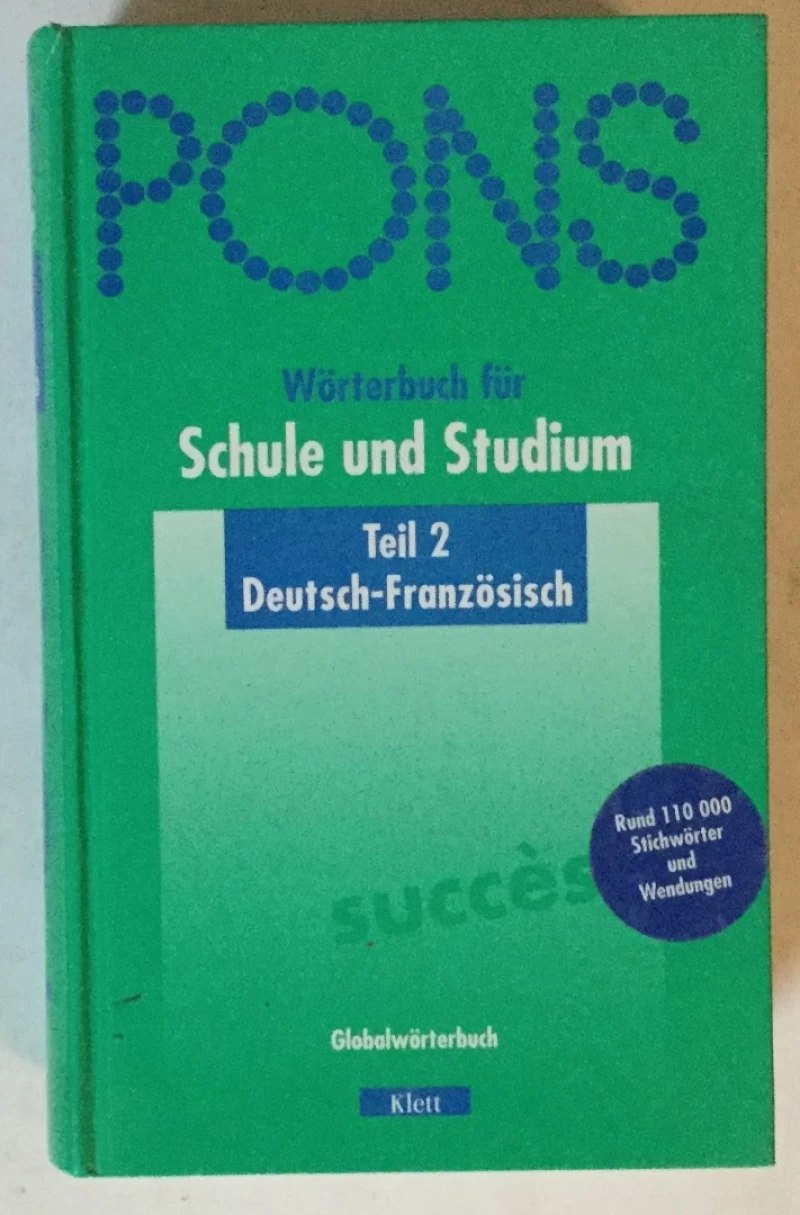 PONS
Wörterbuch für
Schule und Studium
Teil 2
Deutsch-Französisch
Rund 110 000
Stichwörter
und
Wendungen
succès
Globalwörterbuch
Klett